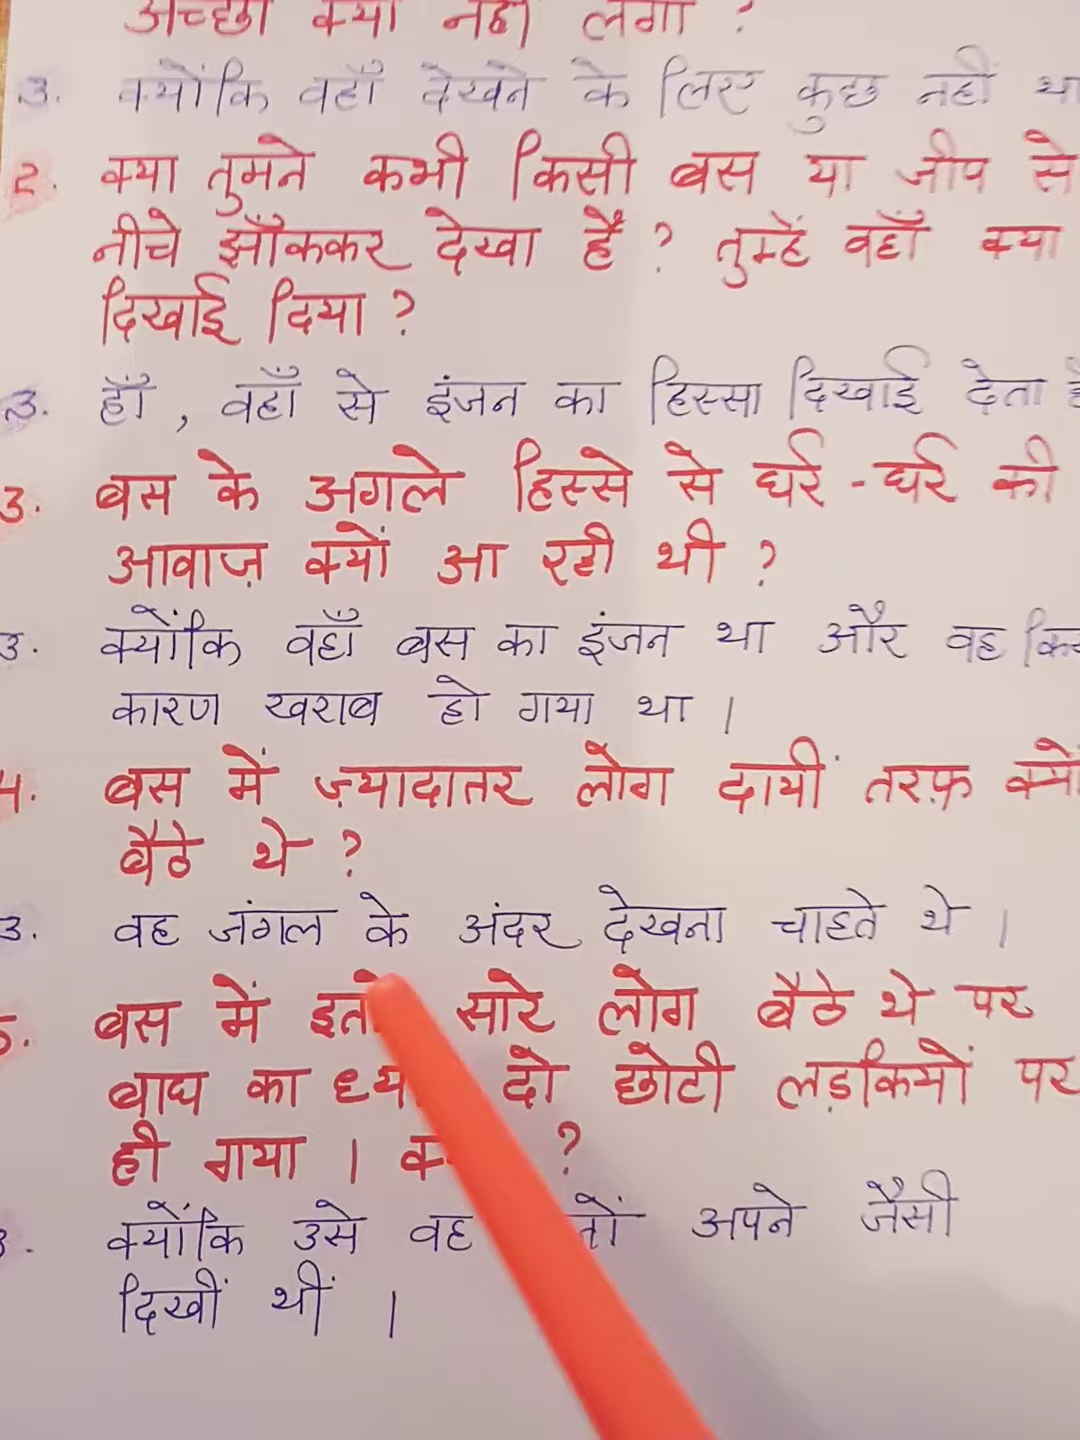 अच्छा क्यों नहीं लगा ?
उ. क्योंकि वहाँ देखने के लिए कुछ नहीं था
2. क्या तुमने कभी किसी बस या जीप से
नीचे झाँककर देखा है ? तुम्हें वहाँ क्या
दिखाई दिया ?
उ. हाँ , वहाँ से इंजन का हिस्सा दिखाई देता है
3. बस के अगले हिस्से से घर्र - घर्र की
आवाज़ क्यों आ रही थी ?
उ. क्योंकि वहाँ बस का इंजन था और वह
कारण खराब हो गया था ।
4. बस में ज़्यादातर लोग दायीं तरफ़ क्यों
बैठे थे ?
उ. वह जंगल के अंदर देखना चाहते थे ।
5. बस में सारे लोग बैठे थे पर
बाघ का दो छोटी लड़कियों पर
ही गया । ?
उ. क्योंकि उसे वह अपने जैसी
दिखीं थीं ।